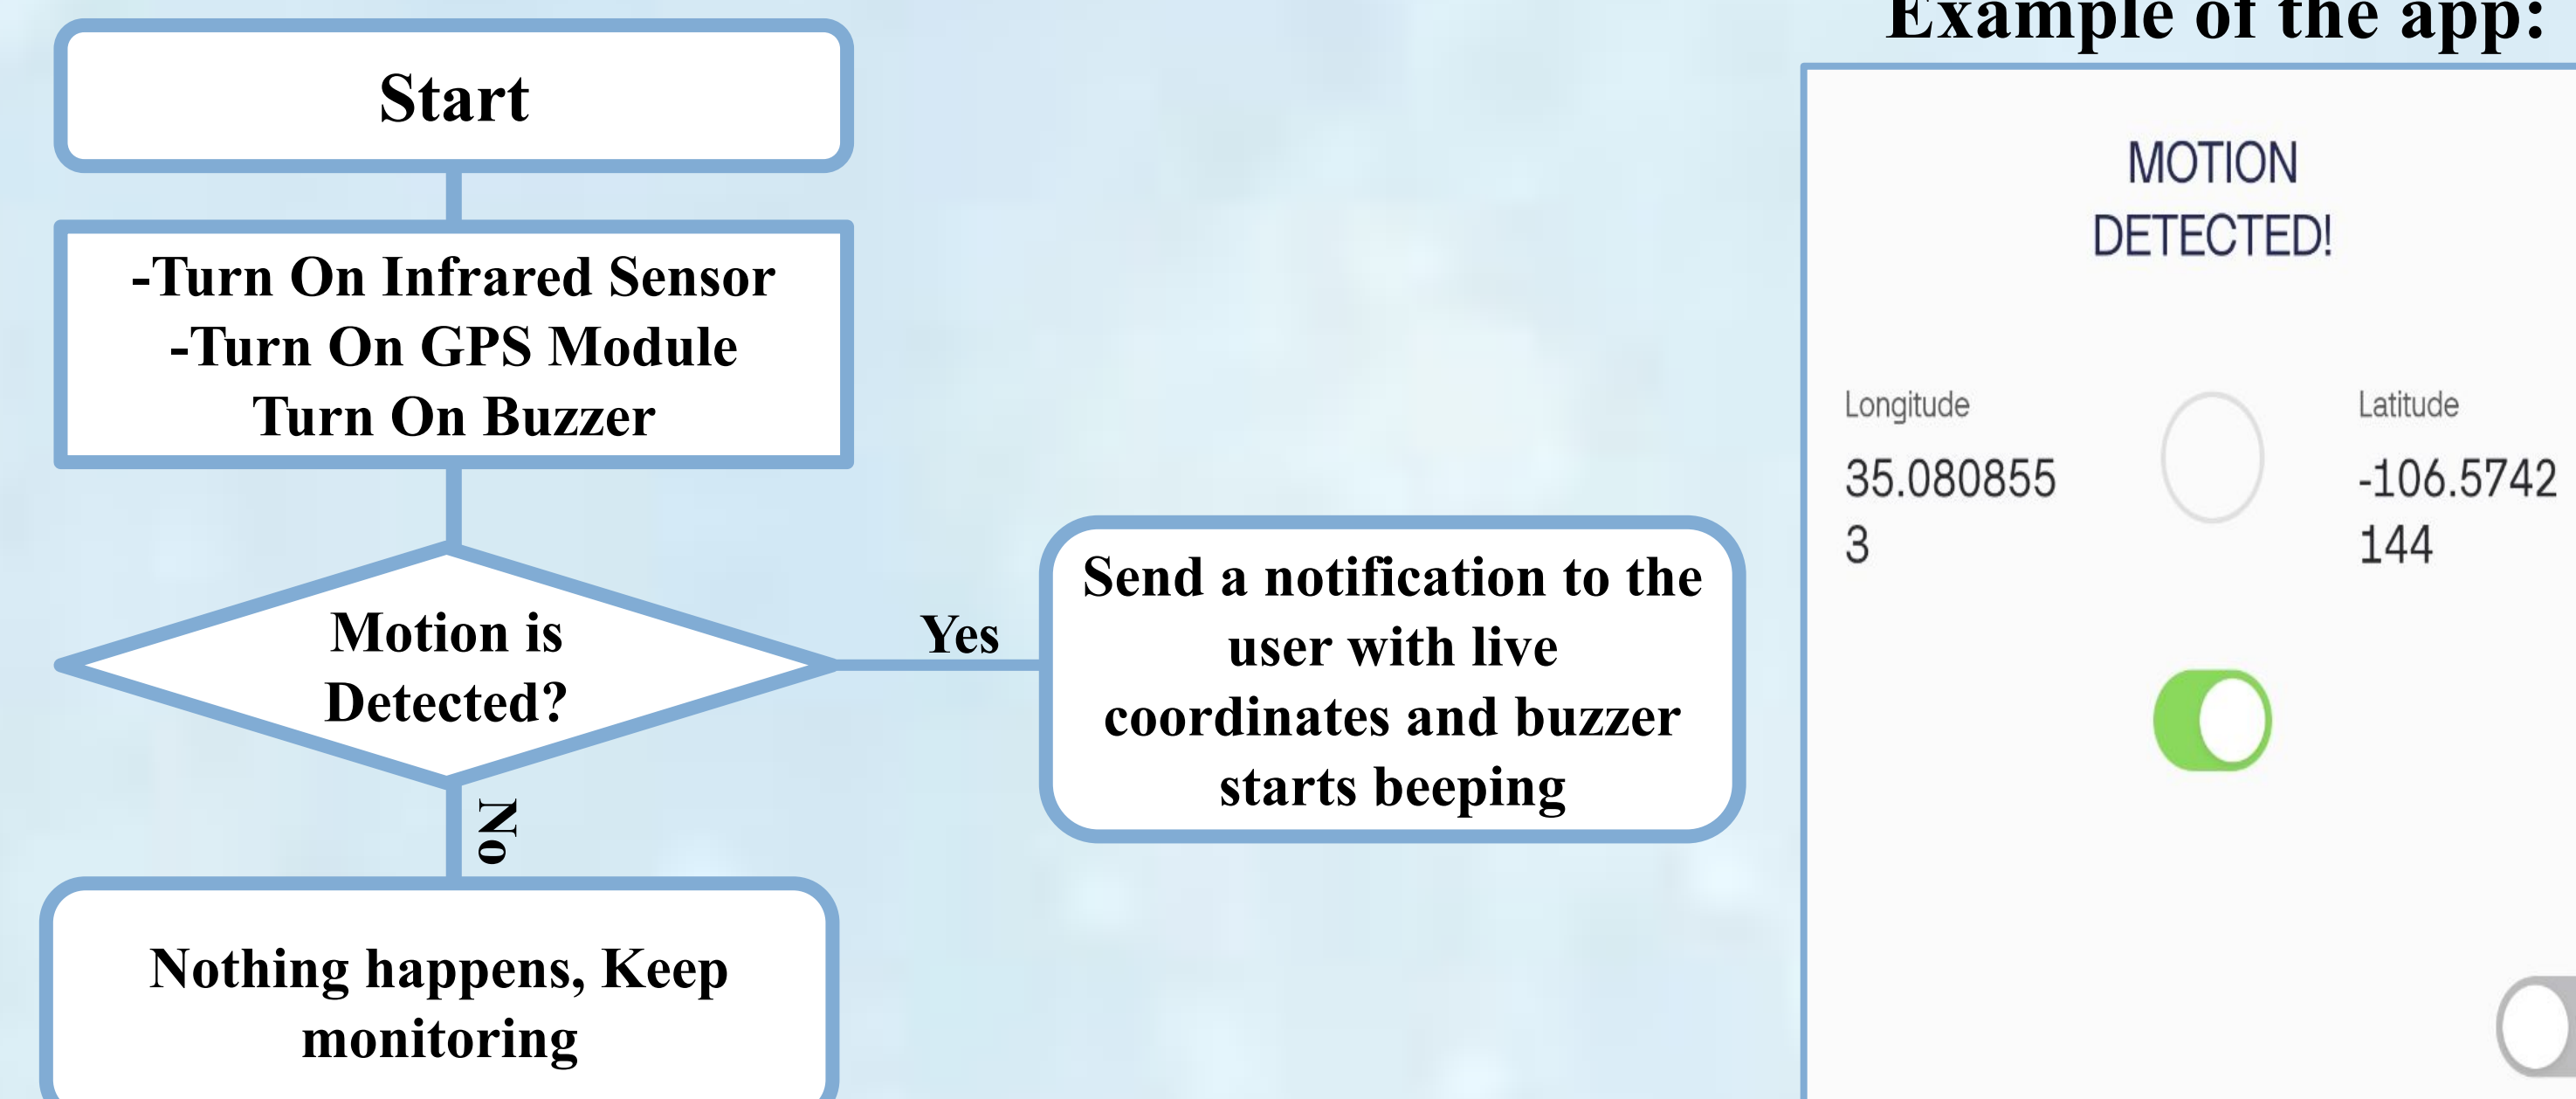 Start
-Turn On Infrared Sensor
-Turn On GPS Module
Turn On Buzzer
Motion is
Detected?
Yes
Send a notification to the
user with live
coordinates and buzzer
starts beeping
No
Nothing happens, Keep
monitoring
Example of the app:
MOTION
DETECTED!
Longitude
35.080855
3
Latitude
-106.5742
144